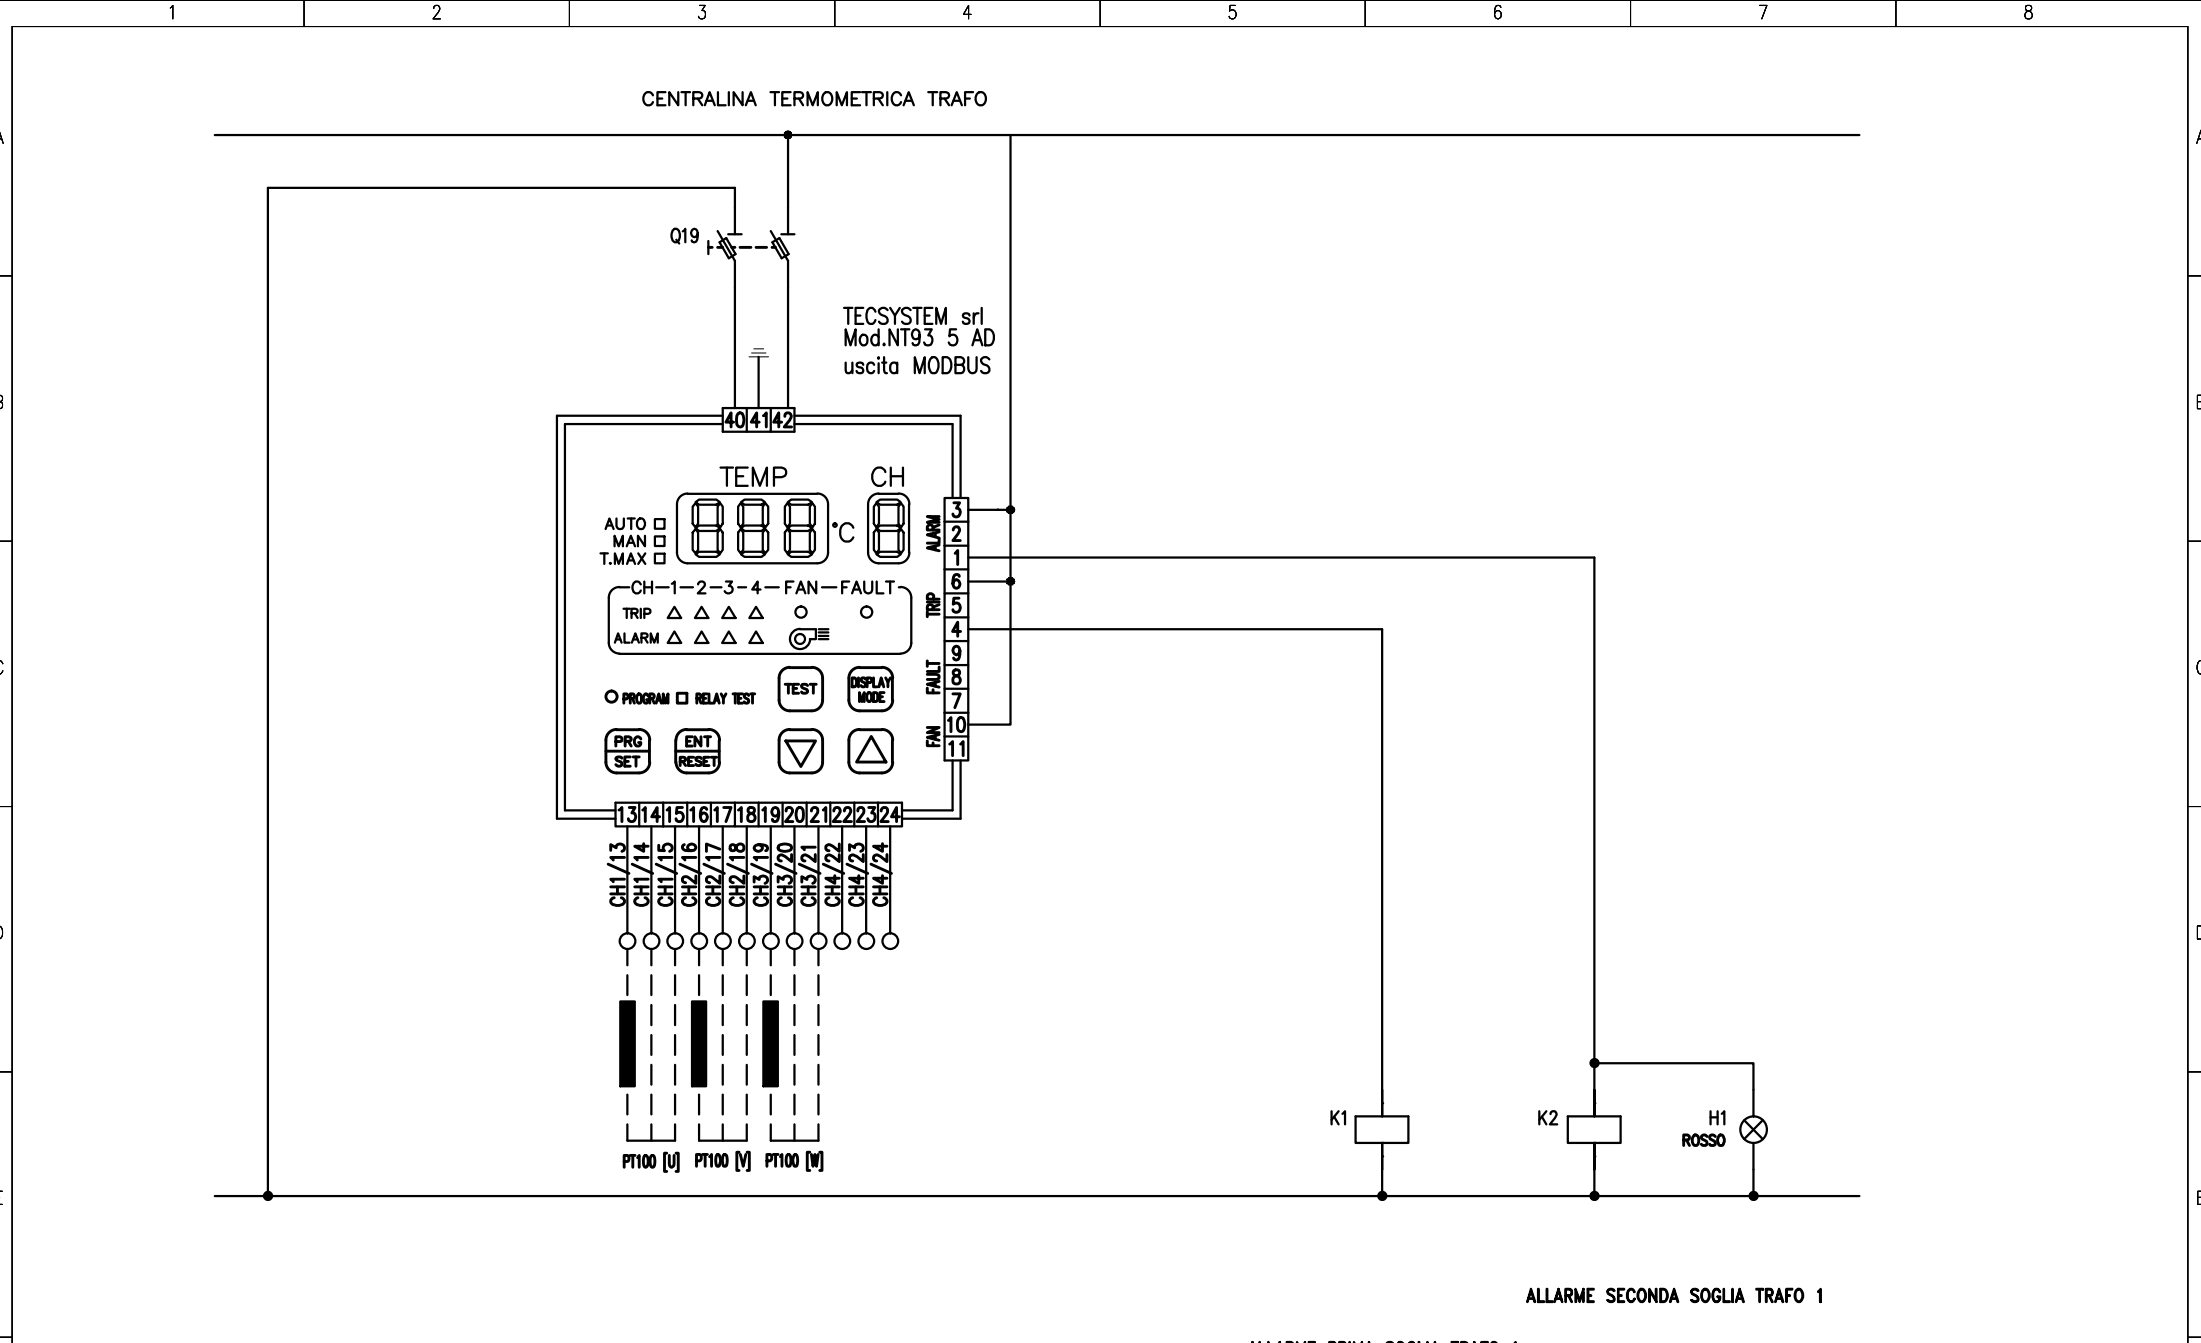 1 2 3 4 5 6 7 8
CENTRALINA TERMOMETRICA TRAFO
A A
Q19
TECSYSTEM srl
Mod.NT93 5 AD
uscita MODBUS
40 41 42
TEMP CH
AUTO
MAN
T.MAX
°C
CH-1-2-3-4-FAN-FAULT
TRIP
ALARM
PROGRAM RELAY TEST
TEST
DISPLAY
MODE
PRG
SET
ENT
RESET
ALARM
3
2
1
TRIP
6
5
4
FAULT
9
8
7
FAN
10
11
13 14 15 16 17 18 19 20 21 22 23 24
CH1/13
CH1/14
CH1/15
CH2/16
CH2/17
CH2/18
CH3/19
CH3/20
CH3/21
CH4/22
CH4/23
CH4/24
PT100 [U] PT100 [V] PT100 [W]
K1
K2
H1
ROSSO
ALLARME SECONDA SOGLIA TRAFO 1